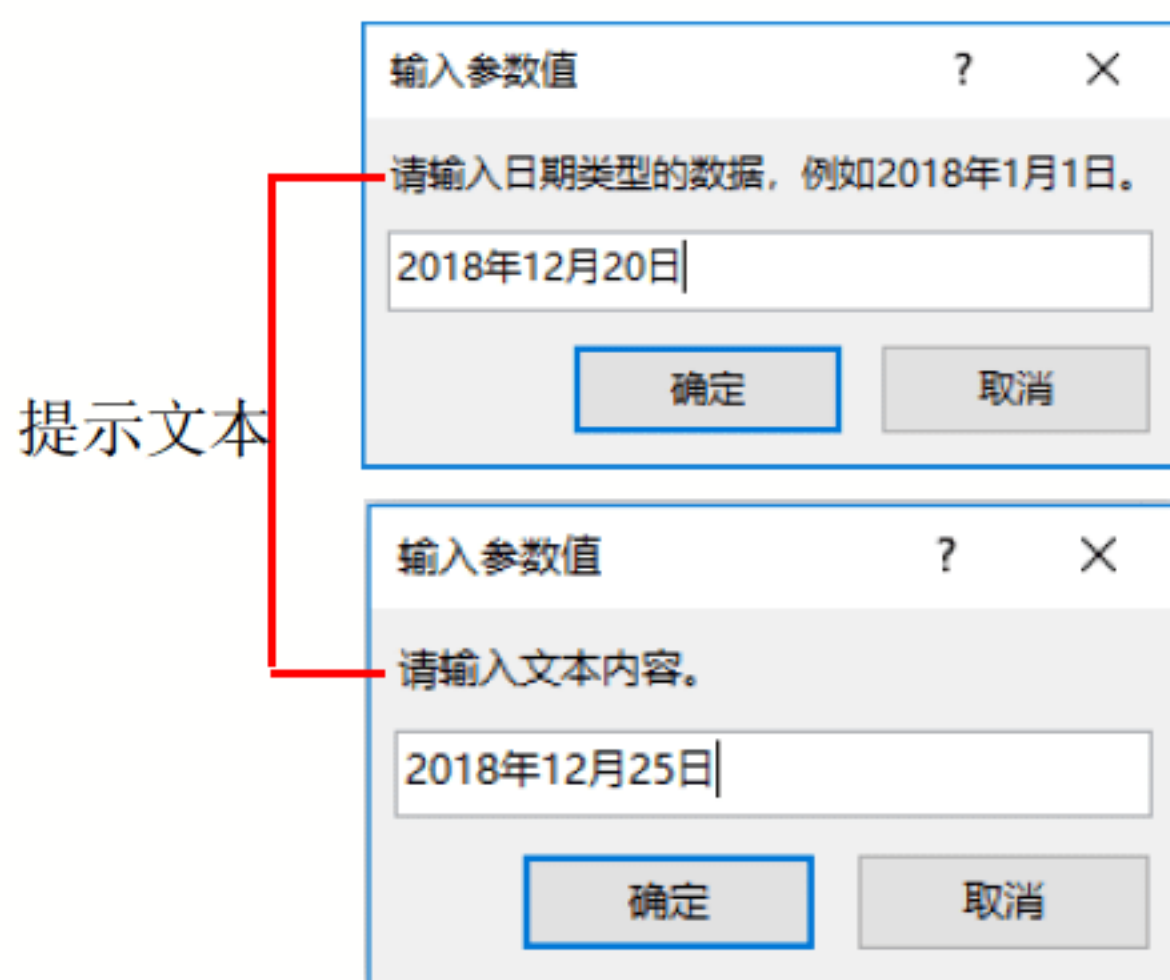 输入参数值 ? ×
请输入日期类型的数据，例如2018年1月1日。
2018年12月20日
确定 取消
提示文本
输入参数值 ? ×
请输入文本内容。
2018年12月25日
确定 取消